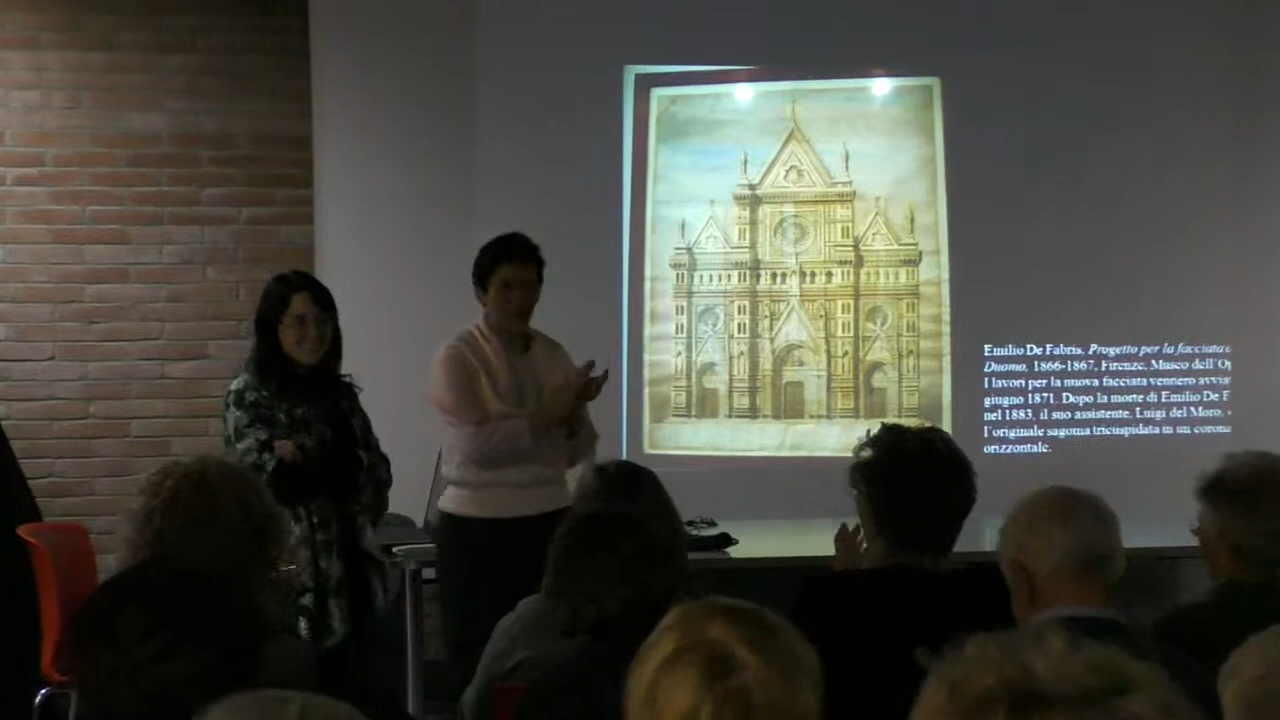 Emilio De Fabris, Progetto per la facciata
Duomo, 1866-1867, Firenze, Museo dell'Op
I lavori per la nuova facciata vennero avvia
giugno 1871. Dopo la morte di Emilio De F
nel 1883, il suo assistente, Luigi del Moro,
l'originale sagoma tricuspidata in un corona
orizzontale.